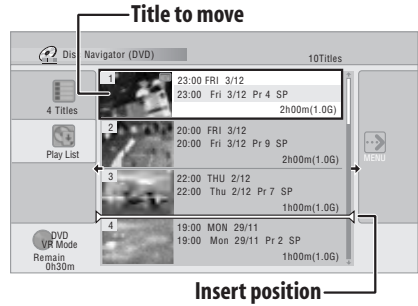 Title to move
Disc Navigator (DVD)
10Titles
4 Titles
Play List
DVD
VR Mode
Remain
0h30m
1
23:00 FRI 3/12
23:00 Fri 3/12 Pr 4 SP
2h00m(1.0G)
2
20:00 FRI 3/12
20:00 Fri 3/12 Pr 9 SP
2h00m(1.0G)
3
22:00 THU 2/12
22:00 Thu 2/12 Pr 7 SP
1h00m(1.0G)
4
19:00 MON 29/11
19:00 Mon 29/11 Pr 2 SP
1h00m(1.0G)
MENU
Insert position